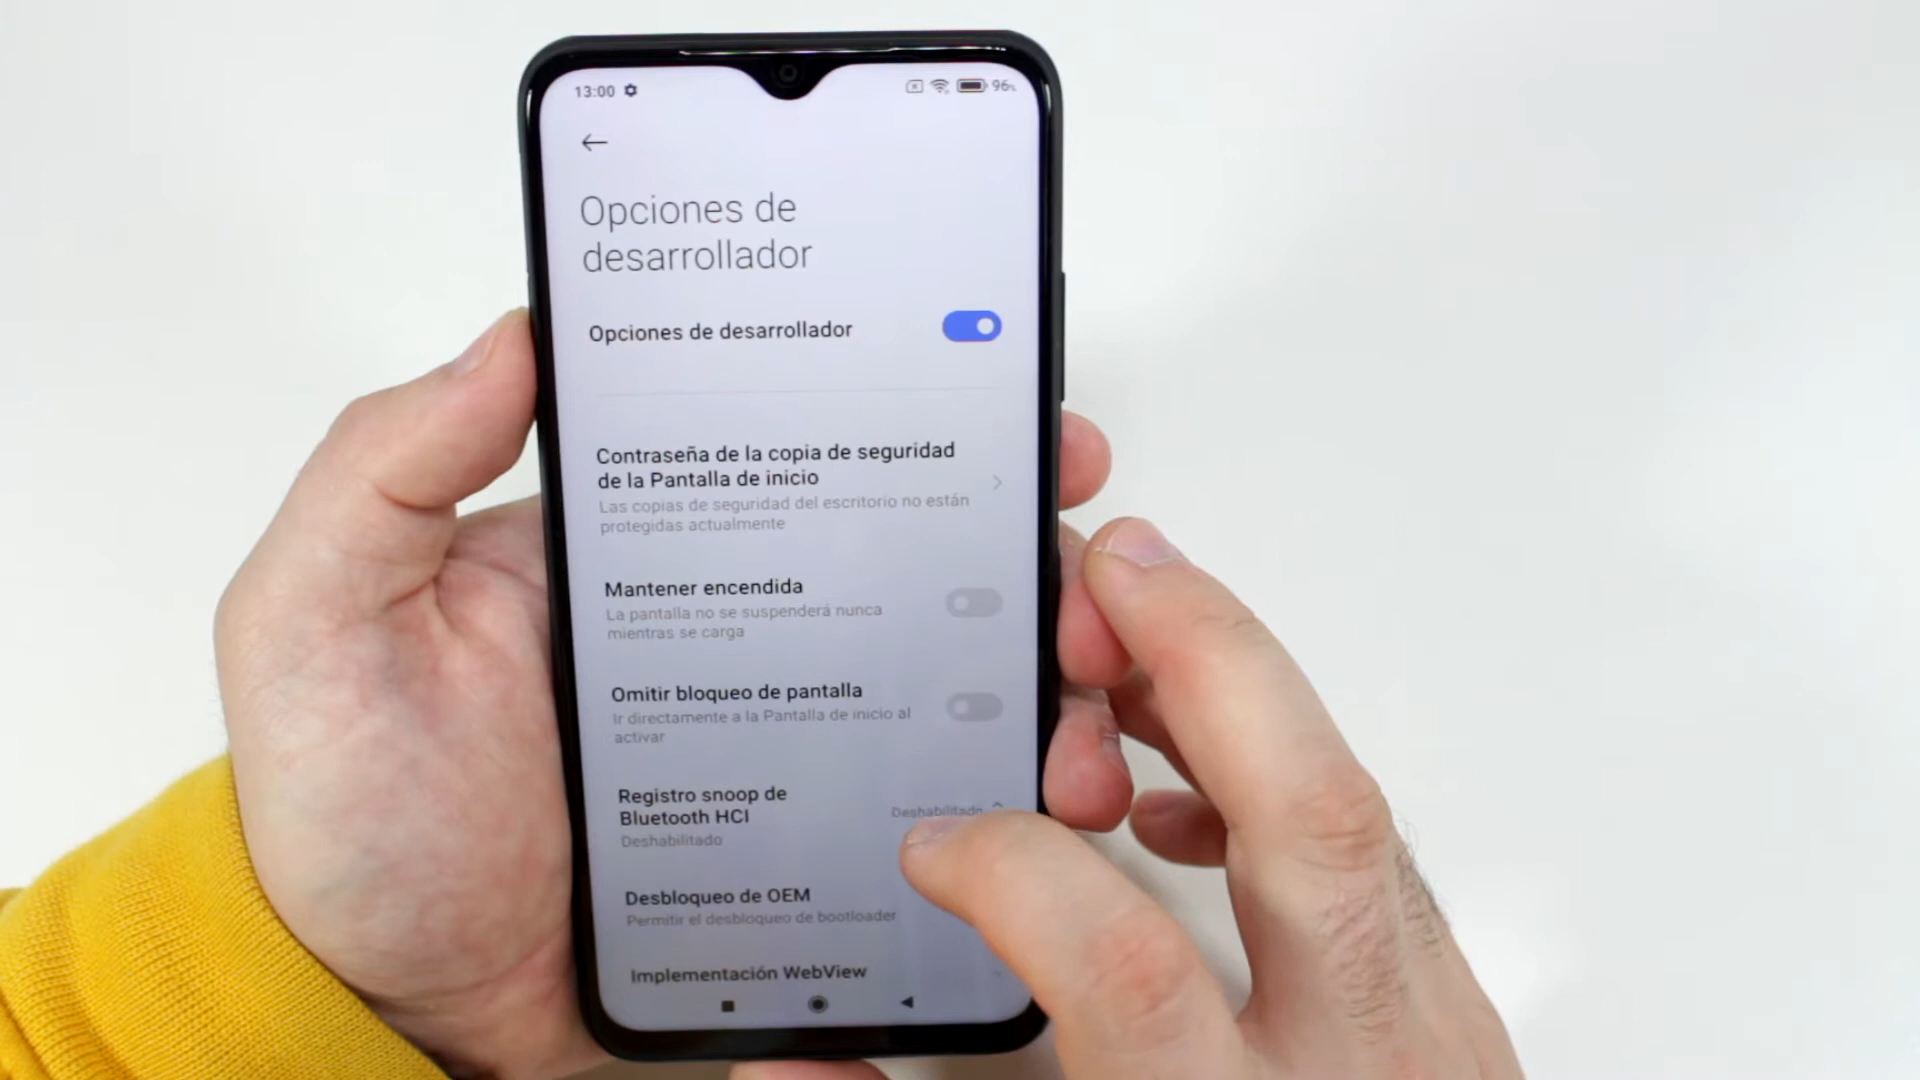 13:00
96%
Opciones de
desarrollador
Opciones de desarrollador
Contraseña de la copia de seguridad
de la Pantalla de inicio
Las copias de seguridad del escritorio no están
protegidas actualmente
Mantener encendida
La pantalla no se suspenderá nunca
mientras se carga
Omitir bloqueo de pantalla
Ir directamente a la Pantalla de inicio al
activar
Registro snoop de
Bluetooth HCI
Deshabilitado
Deshabilitado
Desbloqueo de OEM
Permitir el desbloqueo de bootloader
Implementación WebView